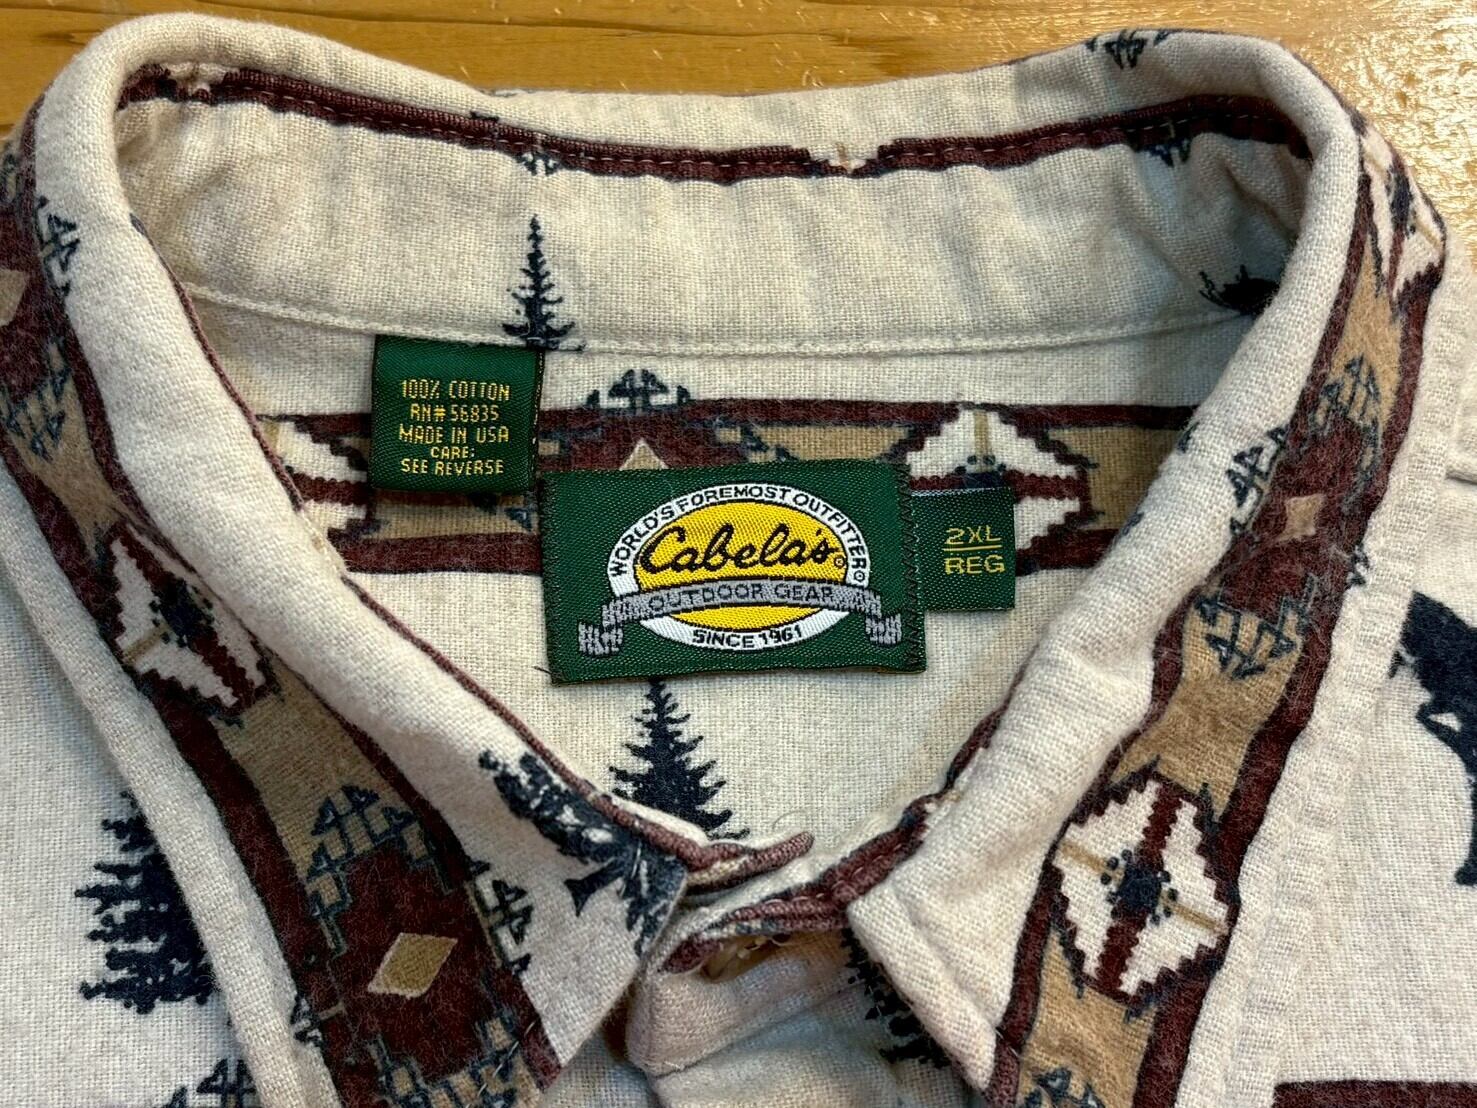 100% COTTON
RN# 56835
MADE IN USA
CARE:
SEE REVERSE
WORLD'S FOREMOST OUTFITTER®
Cabela's®
OUTDOOR GEAR
SINCE 1961
2XL
REG